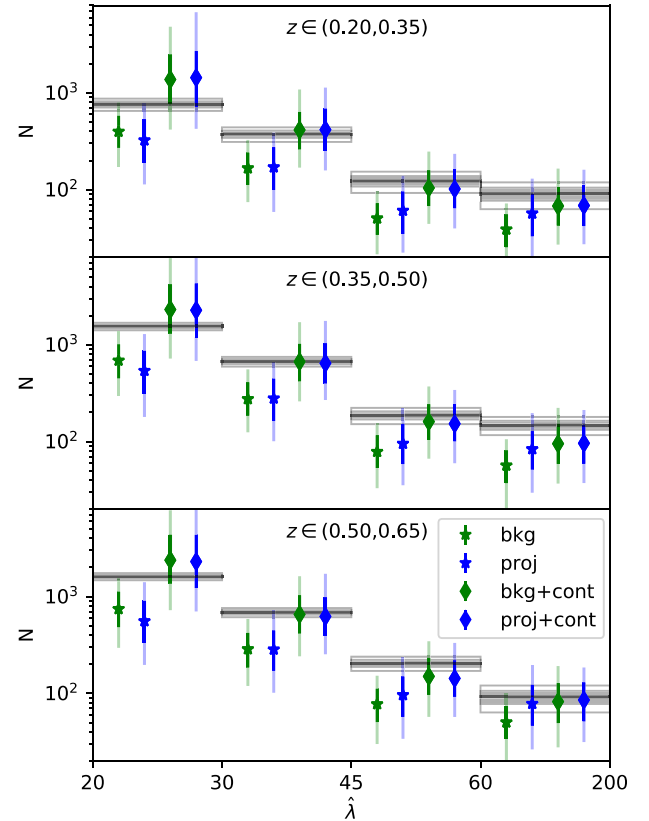 z ∈ (0.20,0.35)
N
10³
10²
z ∈ (0.35,0.50)
N
10³
10²
z ∈ (0.50,0.65)
bkg
proj
bkg+cont
proj+cont
N
10³
10²
20 30 45 60 200
λ̂